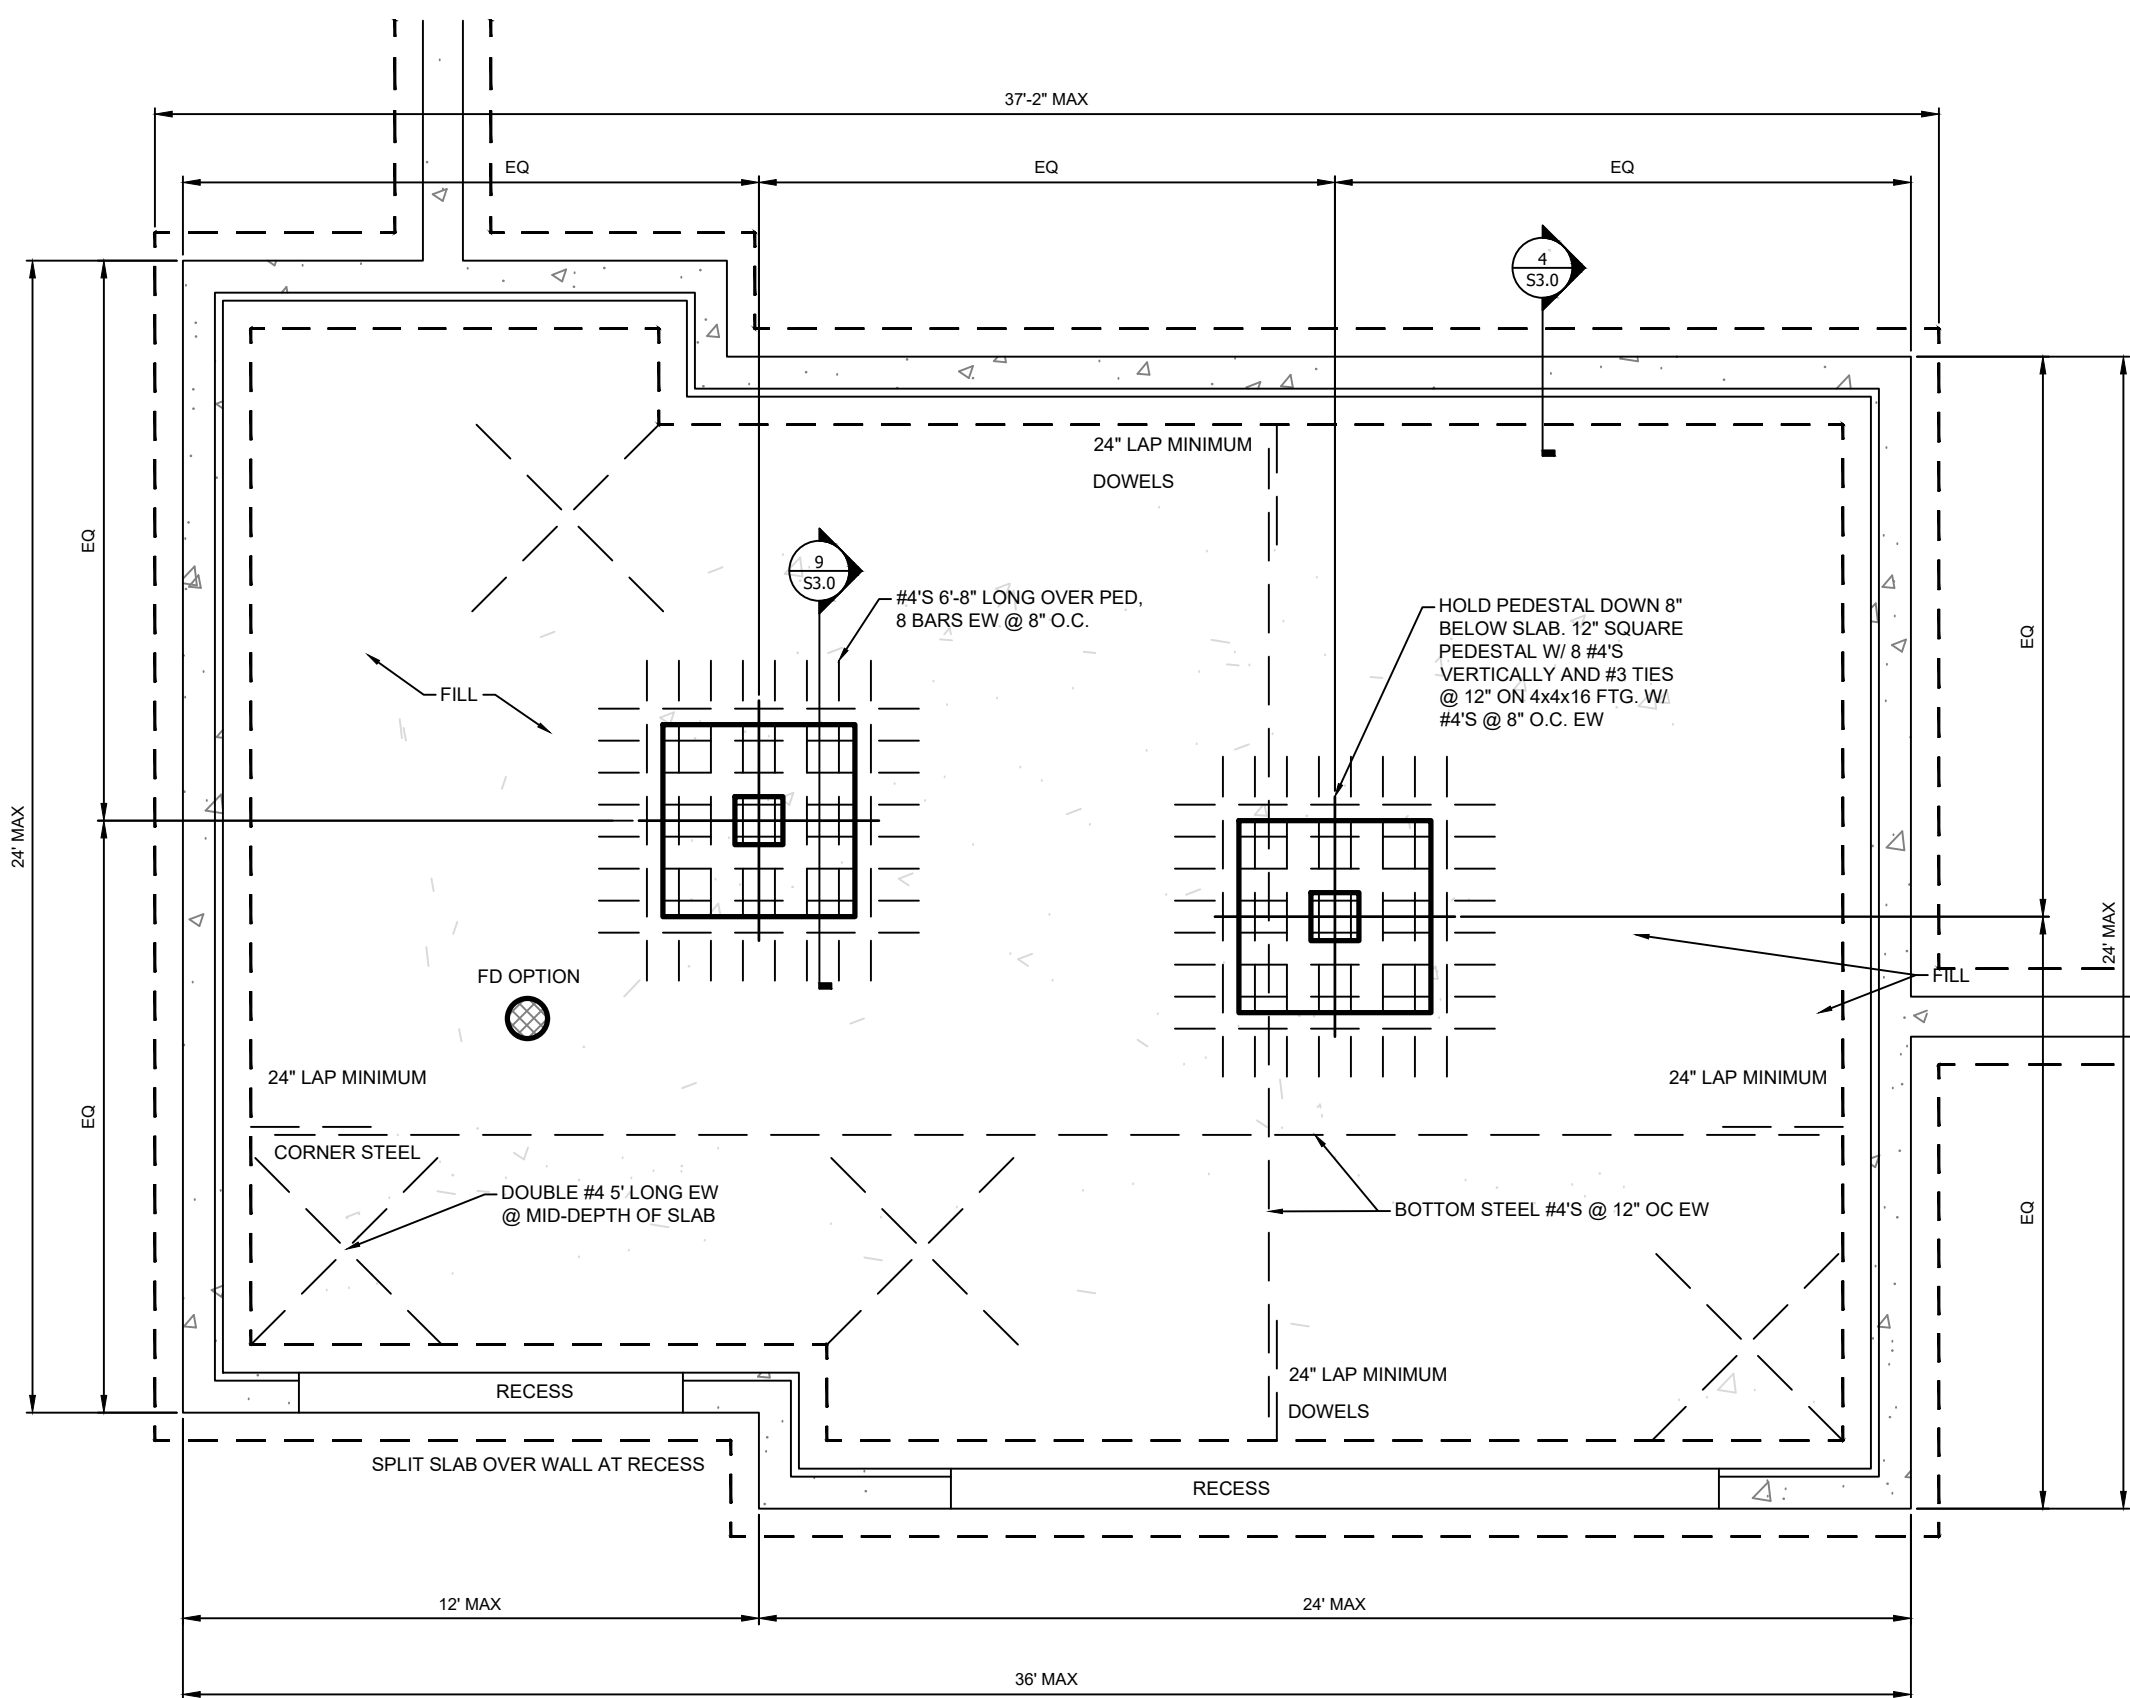 37'-2" MAX
EQ
EQ
EQ
4
S3.0
24" LAP MINIMUM
DOWELS
EQ
9
S3.0
#4'S 6'-8" LONG OVER PED,
8 BARS EW @ 8" O.C.
HOLD PEDESTAL DOWN 8"
BELOW SLAB. 12" SQUARE
PEDESTAL W/ 8 #4'S
VERTICALLY AND #3 TIES
@ 12" ON 4x4x16 FTG. W/
#4'S @ 8" O.C. EW
EQ
FILL
24' MAX
24' MAX
FD OPTION
FILL
24" LAP MINIMUM
24" LAP MINIMUM
EQ
CORNER STEEL
DOUBLE #4 5' LONG EW
@ MID-DEPTH OF SLAB
BOTTOM STEEL #4'S @ 12" OC EW
EQ
24" LAP MINIMUM
RECESS
DOWELS
SPLIT SLAB OVER WALL AT RECESS
RECESS
12' MAX
24' MAX
36' MAX